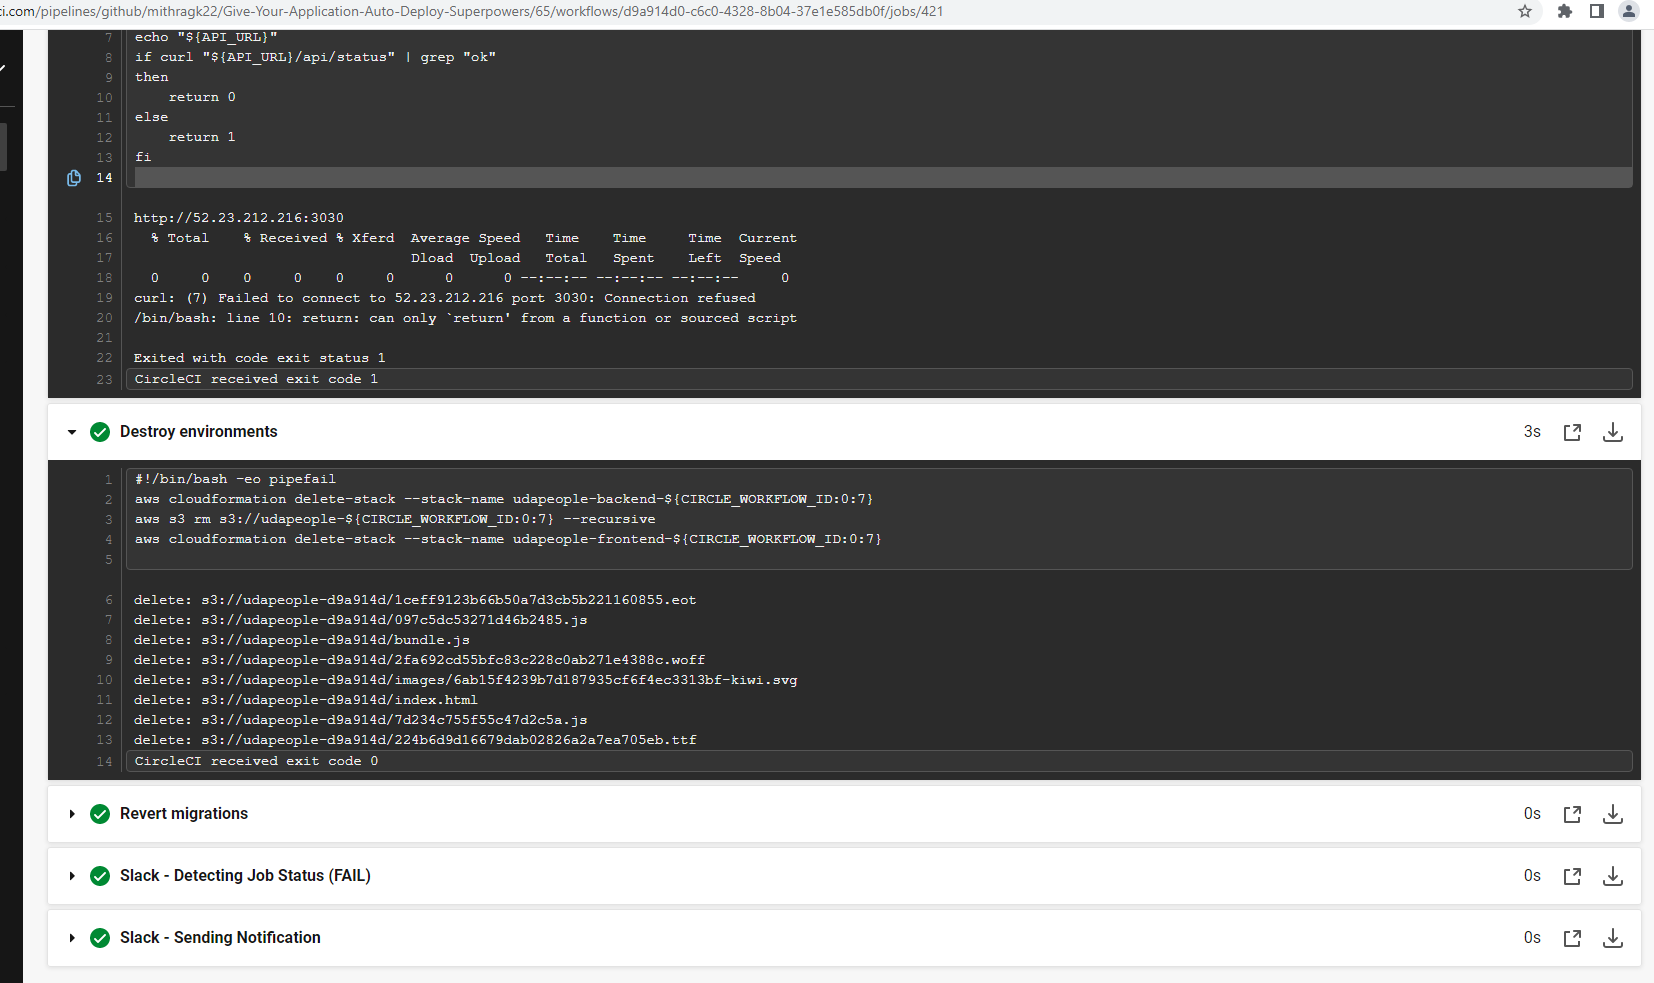 ci.com/pipelines/github/mithragk22/Give-Your-Application-Auto-Deploy-Superpowers/65/workflows/d9a914d0-c6c0-4328-8b04-37e1e585db0f/jobs/421
7 echo "${API_URL}"
8 if curl "${API_URL}/api/status" | grep "ok"
9 then
10 return 0
11 else
12 return 1
13 fi
14
15 http://52.23.212.216:3030
16 % Total % Received % Xferd Average Speed Time Time Time Current
17 Dload Upload Total Spent Left Speed
18 0 0 0 0 0 0 0 0 --:--:-- --:--:-- --:--:-- 0
19 curl: (7) Failed to connect to 52.23.212.216 port 3030: Connection refused
20 /bin/bash: line 10: return: can only `return' from a function or sourced script
21
22 Exited with code exit status 1
23 CircleCI received exit code 1
Destroy environments 3s
1 #!/bin/bash -eo pipefail
2 aws cloudformation delete-stack --stack-name udapeople-backend-${CIRCLE_WORKFLOW_ID:0:7}
3 aws s3 rm s3://udapeople-${CIRCLE_WORKFLOW_ID:0:7} --recursive
4 aws cloudformation delete-stack --stack-name udapeople-frontend-${CIRCLE_WORKFLOW_ID:0:7}
5
6 delete: s3://udapeople-d9a914d/1ceff9123b66b50a7d3cb5b221160855.eot
7 delete: s3://udapeople-d9a914d/097c5dc53271d46b2485.js
8 delete: s3://udapeople-d9a914d/bundle.js
9 delete: s3://udapeople-d9a914d/2fa692cd55bfc83c228c0ab271e4388c.woff
10 delete: s3://udapeople-d9a914d/images/6ab15f4239b7d187935cf6f4ec3313bf-kiwi.svg
11 delete: s3://udapeople-d9a914d/index.html
12 delete: s3://udapeople-d9a914d/7d234c755f55c47d2c5a.js
13 delete: s3://udapeople-d9a914d/224b6d9d16679dab02826a2a7ea705eb.ttf
14 CircleCI received exit code 0
Revert migrations 0s
Slack - Detecting Job Status (FAIL) 0s
Slack - Sending Notification 0s